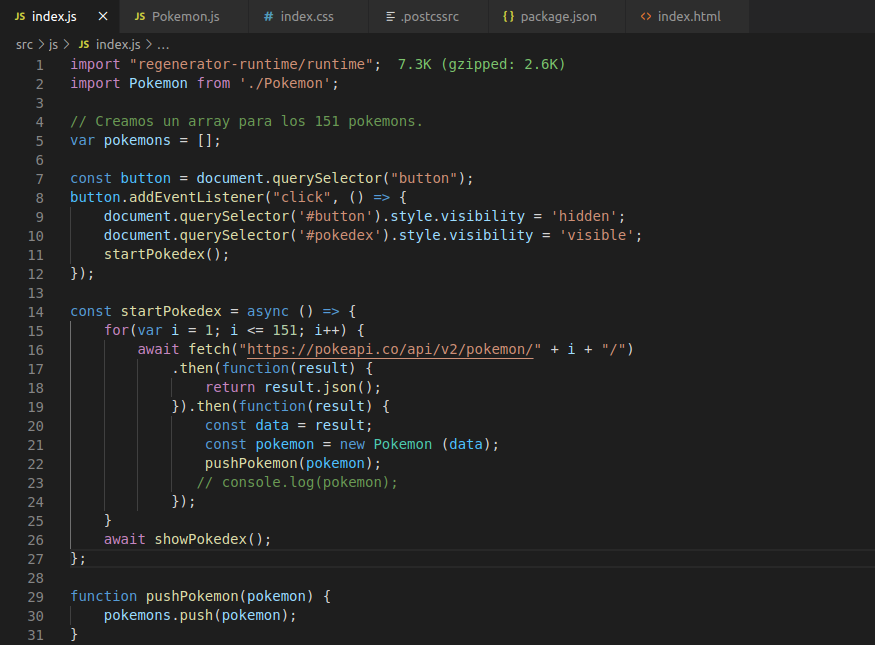 JS index.js × JS Pokemon.js # index.css .postcssrc {} package.json <> index.html
src > js > JS index.js > ...
1 import "regenerator-runtime/runtime"; 7.3K (gzipped: 2.6K)
2 import Pokemon from './Pokemon';
3
4 // Creamos un array para los 151 pokemons.
5 var pokemons = [];
6
7 const button = document.querySelector("button");
8 button.addEventListener("click", () => {
9 document.querySelector('#button').style.visibility = 'hidden';
10 document.querySelector('#pokedex').style.visibility = 'visible';
11 startPokedex();
12 });
13
14 const startPokedex = async () => {
15 for(var i = 1; i <= 151; i++) {
16 await fetch("https://pokeapi.co/api/v2/pokemon/" + i + "/")
17 .then(function(result) {
18 return result.json();
19 }).then(function(result) {
20 const data = result;
21 const pokemon = new Pokemon (data);
22 pushPokemon(pokemon);
23 // console.log(pokemon);
24 });
25 }
26 await showPokedex();
27 };
28
29 function pushPokemon(pokemon) {
30 pokemons.push(pokemon);
31 }